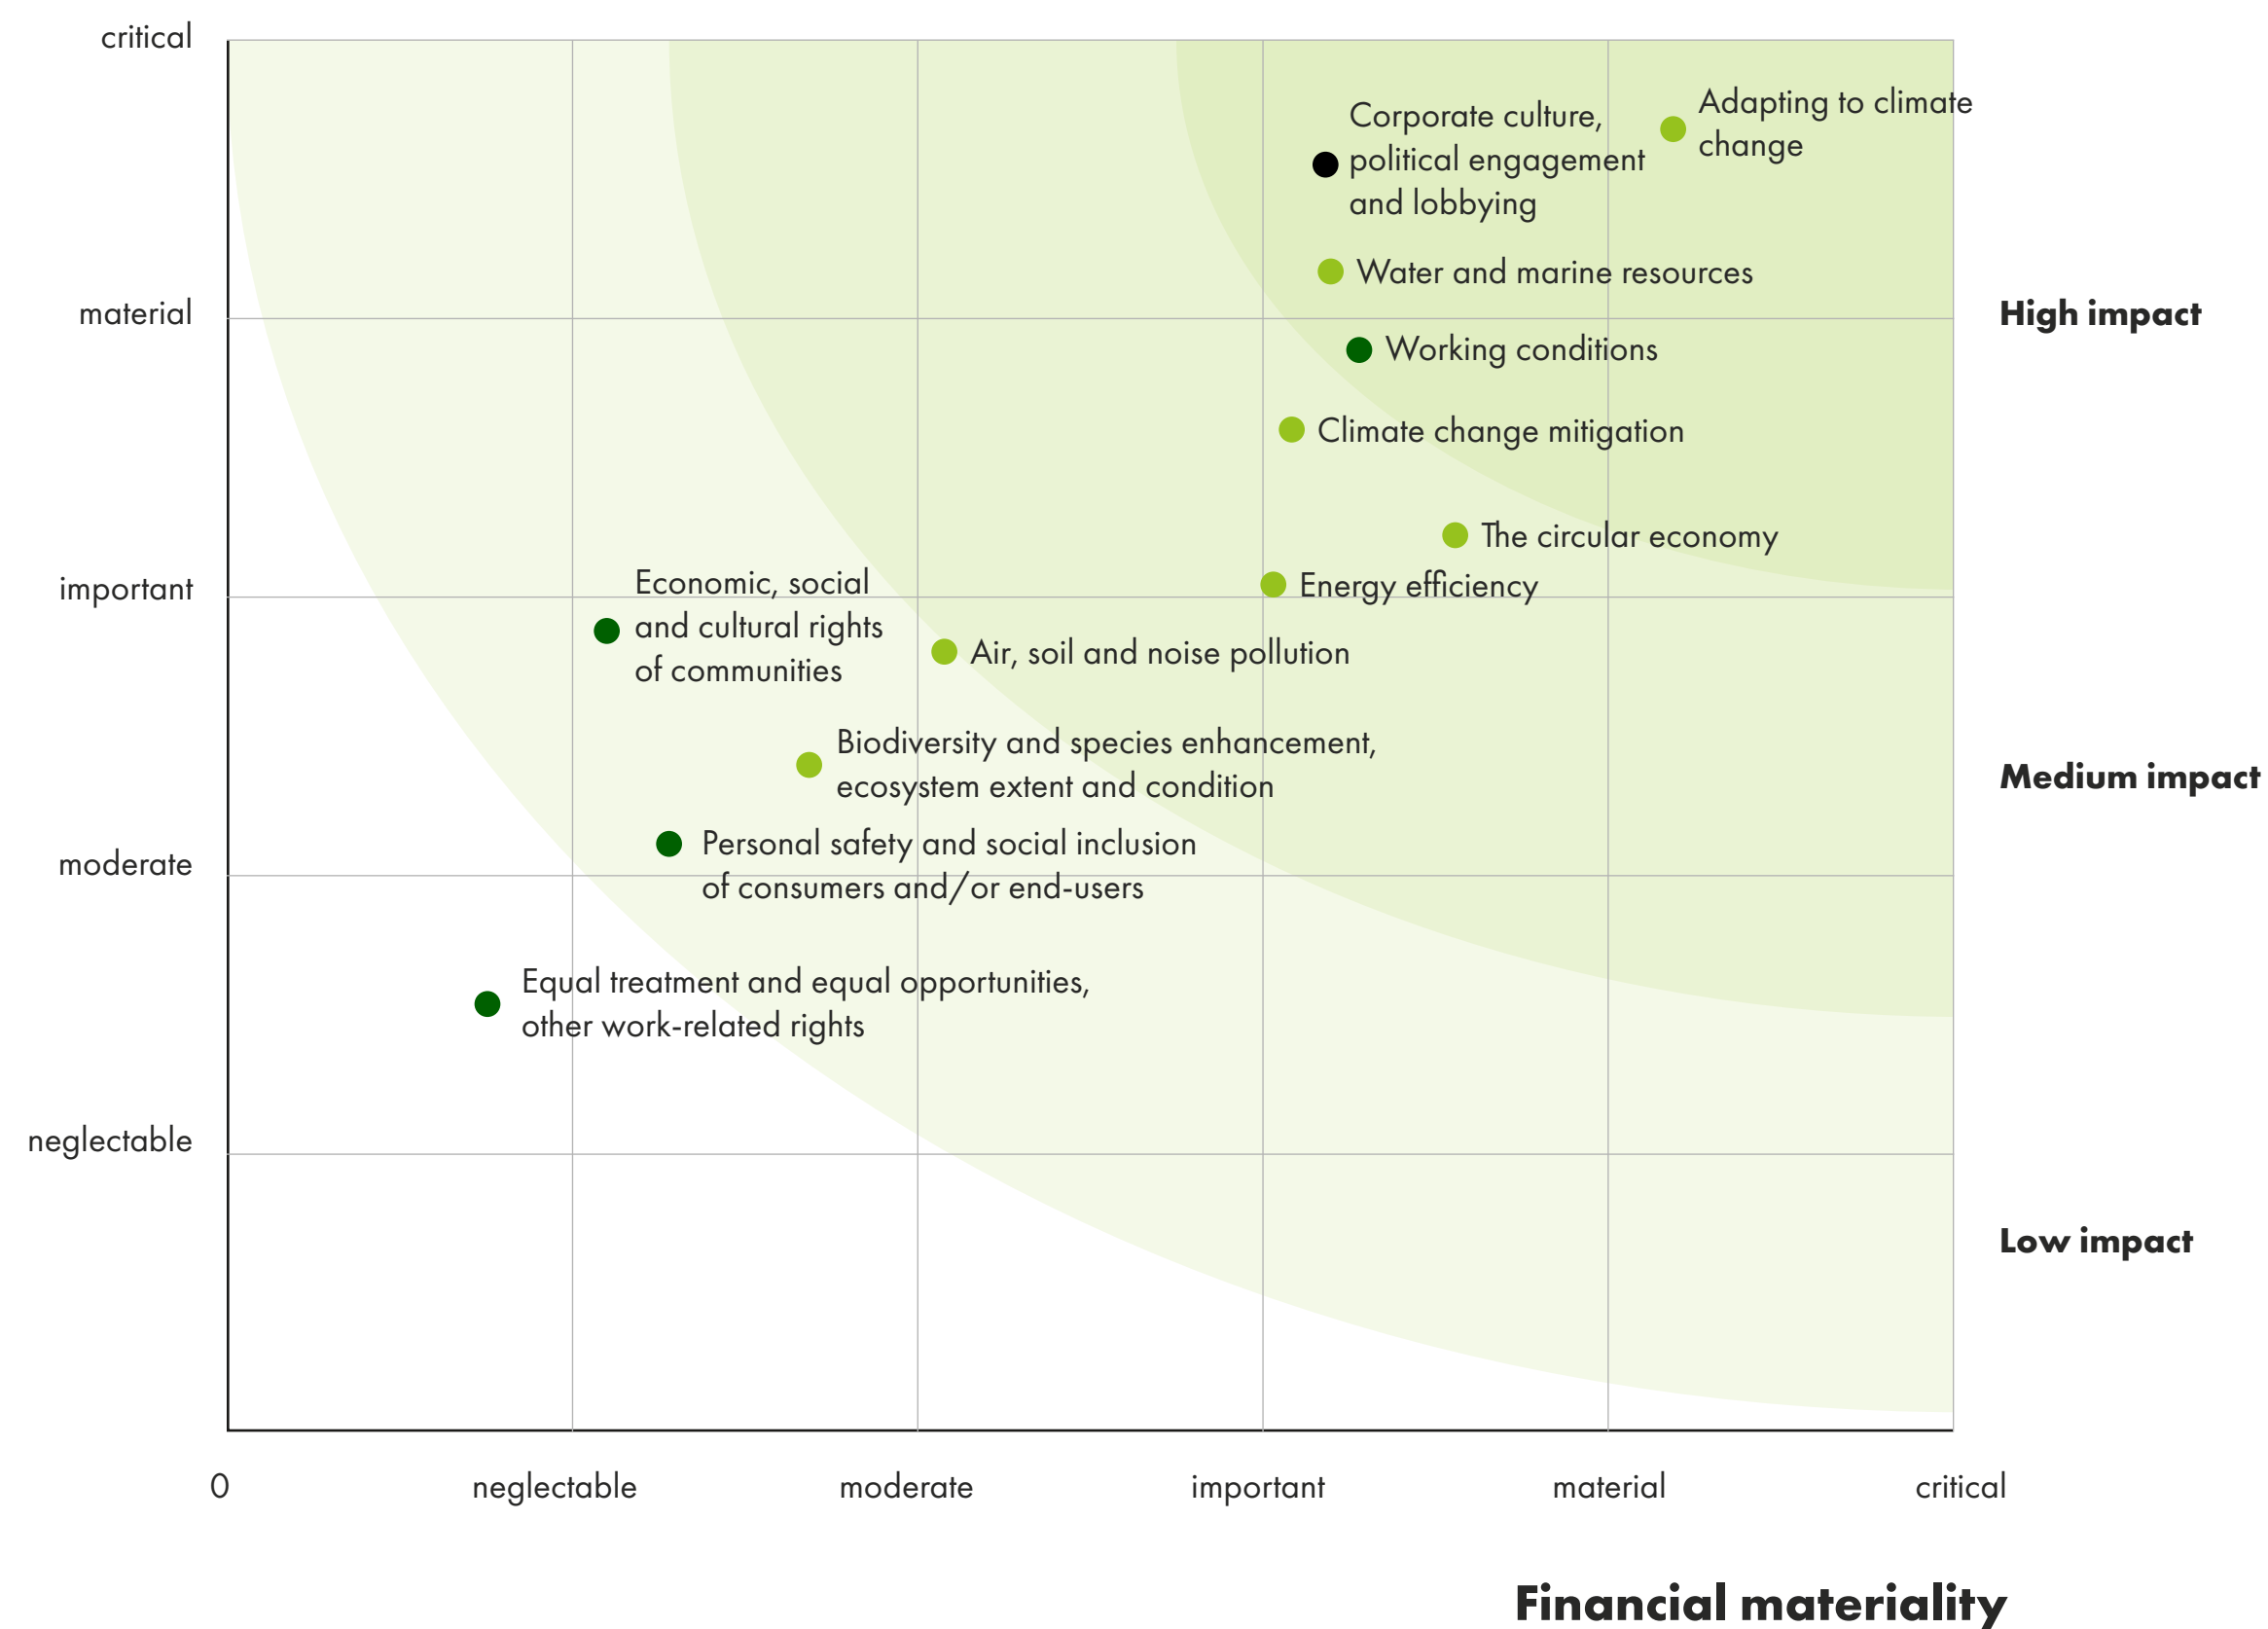 critical
Adapting to climate
change
Corporate culture,
political engagement
and lobbying
Water and marine resources
material
High impact
Working conditions
Climate change mitigation
The circular economy
important
Energy efficiency
Economic, social
and cultural rights
of communities
Air, soil and noise pollution
Biodiversity and species enhancement,
ecosystem extent and condition
Medium impact
Personal safety and social inclusion
of consumers and/or end-users
moderate
Equal treatment and equal opportunities,
other work-related rights
neglectable
Low impact
0 neglectable moderate important material critical
Financial materiality